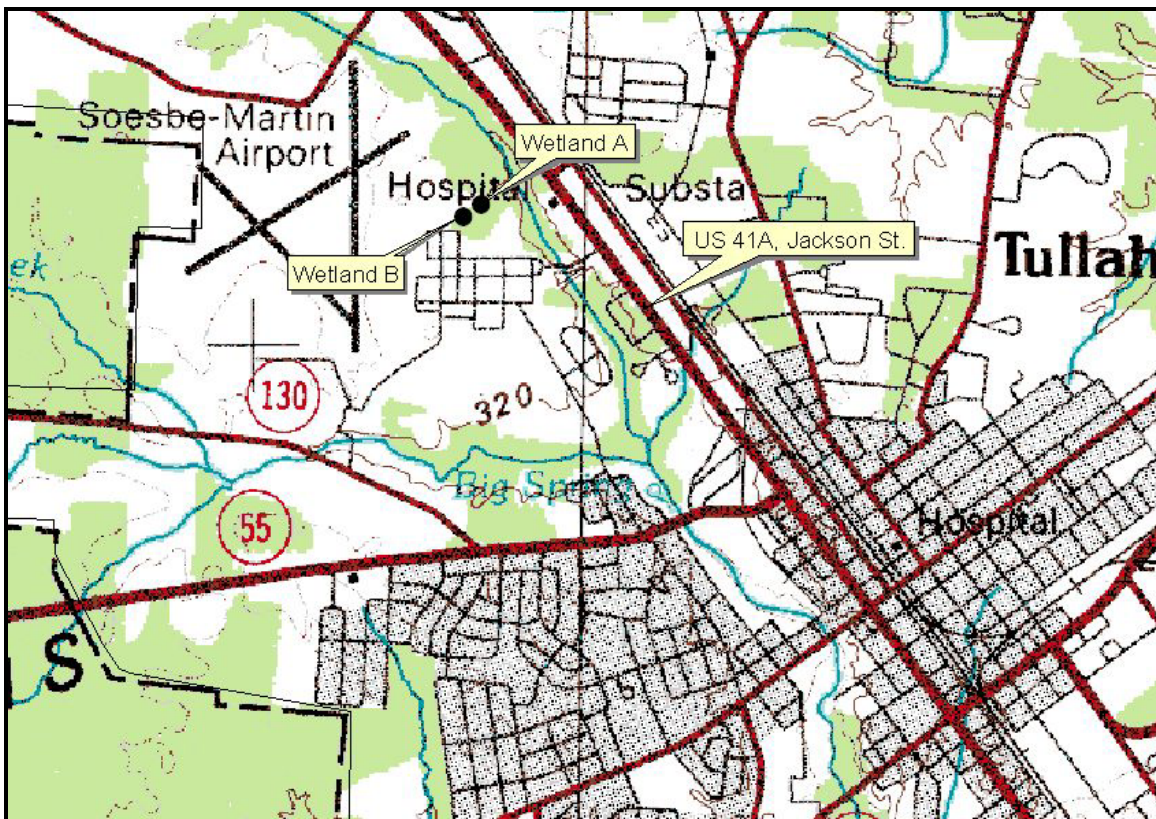 Soesbe-Martin
Airport
Wetland A
Hospital
Substa
US 41A, Jackson St.
Wetland B
Tullah
ek
130
320
Big Spring
55
Hospital
S